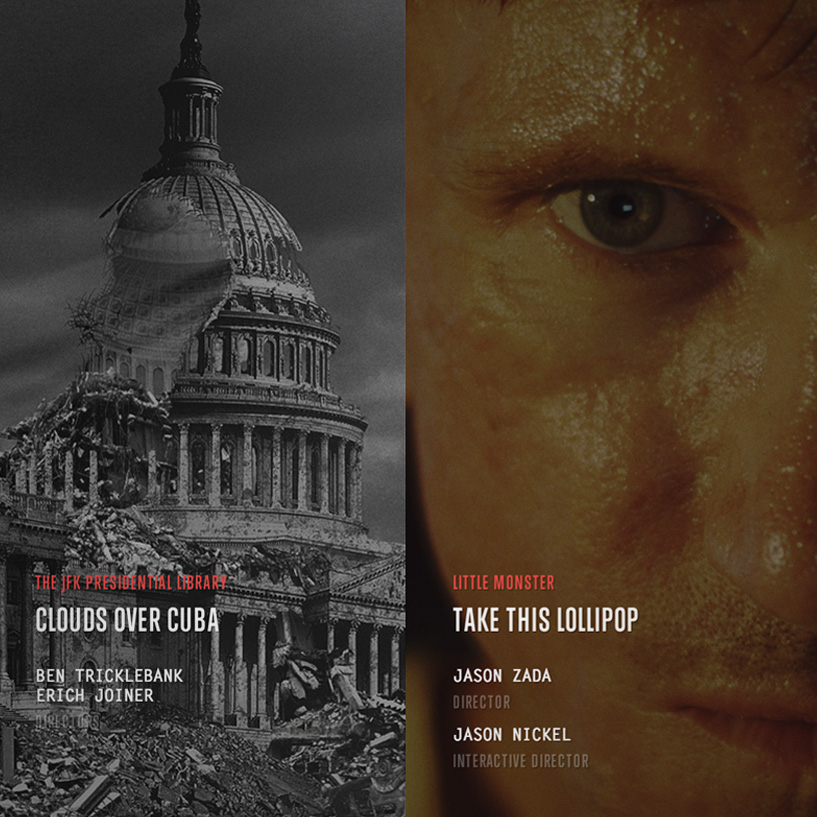 THE JFK PRESIDENTIAL LIBRARY
CLOUDS OVER CUBA
BEN TRICKLEBANK
ERICH JOINER
DIRECTORS
LITTLE MONSTER
TAKE THIS LOLLIPOP
JASON ZADA
DIRECTOR
JASON NICKEL
INTERACTIVE DIRECTOR